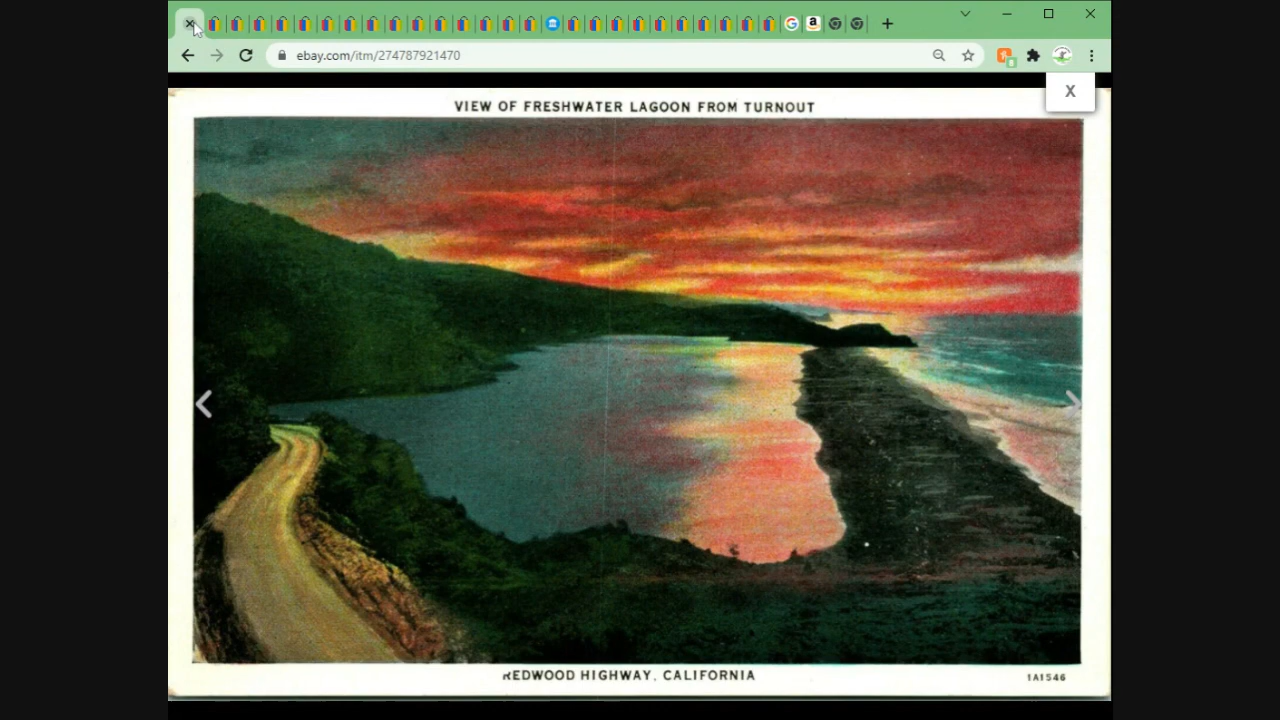 ebay.com/itm/274787921470
X
VIEW OF FRESHWATER LAGOON FROM TURNOUT
REDWOOD HIGHWAY, CALIFORNIA
1A1546